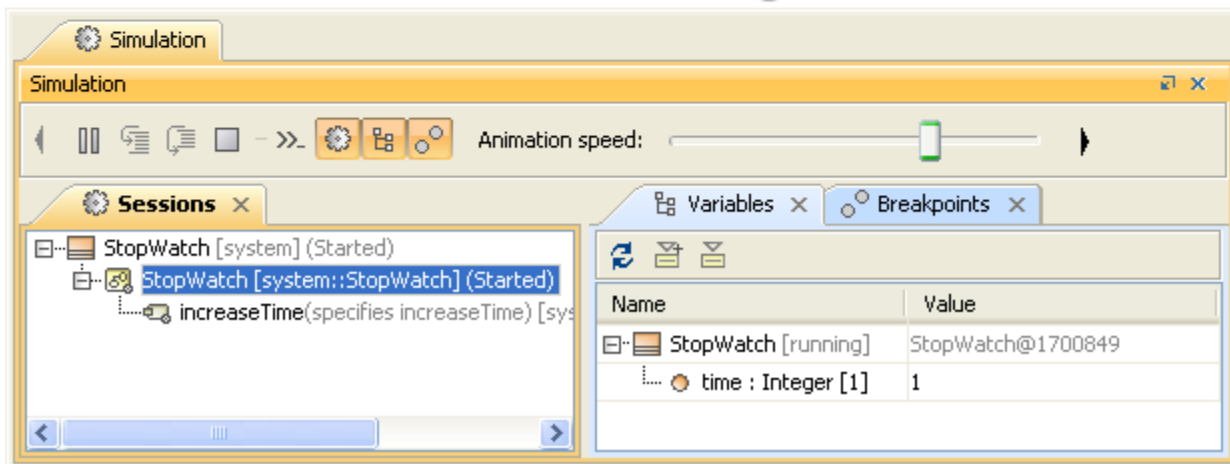 Simulation
Simulation
Animation speed:
Sessions
Variables
Breakpoints
StopWatch [system] (Started)
StopWatch [system::StopWatch] (Started)
increaseTime(specifies increaseTime) [sys
Name Value
StopWatch [running] StopWatch@1700849
time : Integer [1] 1